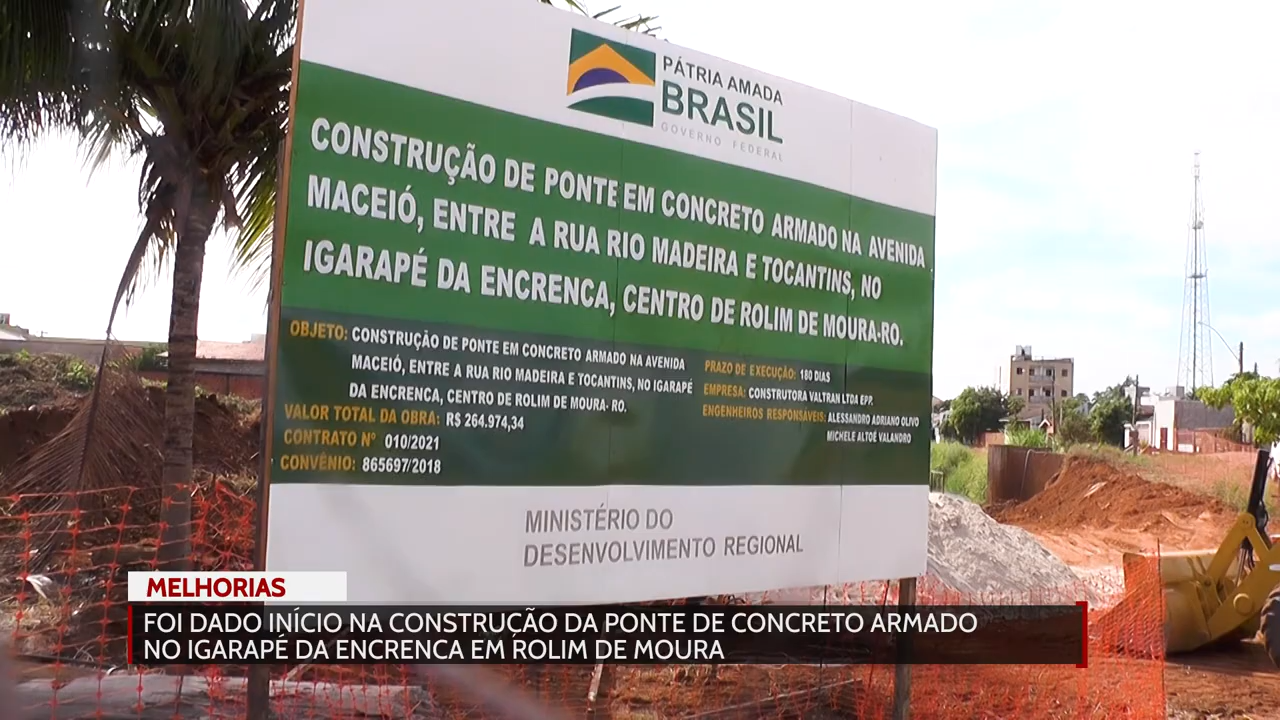 PÁTRIA AMADA
BRASIL
GOVERNO FEDERAL
CONSTRUÇÃO DE PONTE EM CONCRETO ARMADO NA AVENIDA
MACEIÓ, ENTRE A RUA RIO MADEIRA E TOCANTINS, NO
IGARAPÉ DA ENCRENCA, CENTRO DE ROLIM DE MOURA-RO.
OBJETO: CONSTRUÇÃO DE PONTE EM CONCRETO ARMADO NA AVENIDA
MACEIÓ, ENTRE A RUA RIO MADEIRA E TOCANTINS, NO IGARAPÉ
DA ENCRENCA, CENTRO DE ROLIM DE MOURA- RO.
VALOR TOTAL DA OBRA: R$ 264.974,34
CONTRATO Nº 010/2021
CONVÊNIO: 865697/2018
PRAZO DE EXECUÇÃO: 180 DIAS
EMPRESA: CONSTRUTORA VALTRAN LTDA EPP.
ENGENHEIROS RESPONSÁVEIS: ALESSANDRO ADRIANO OLIVO
MICHELE ALTOÉ VALANDRO
MINISTÉRIO DO
DESENVOLVIMENTO REGIONAL
MELHORIAS
FOI DADO INÍCIO NA CONSTRUÇÃO DA PONTE DE CONCRETO ARMADO
NO IGARAPÉ DA ENCRENCA EM ROLIM DE MOURA